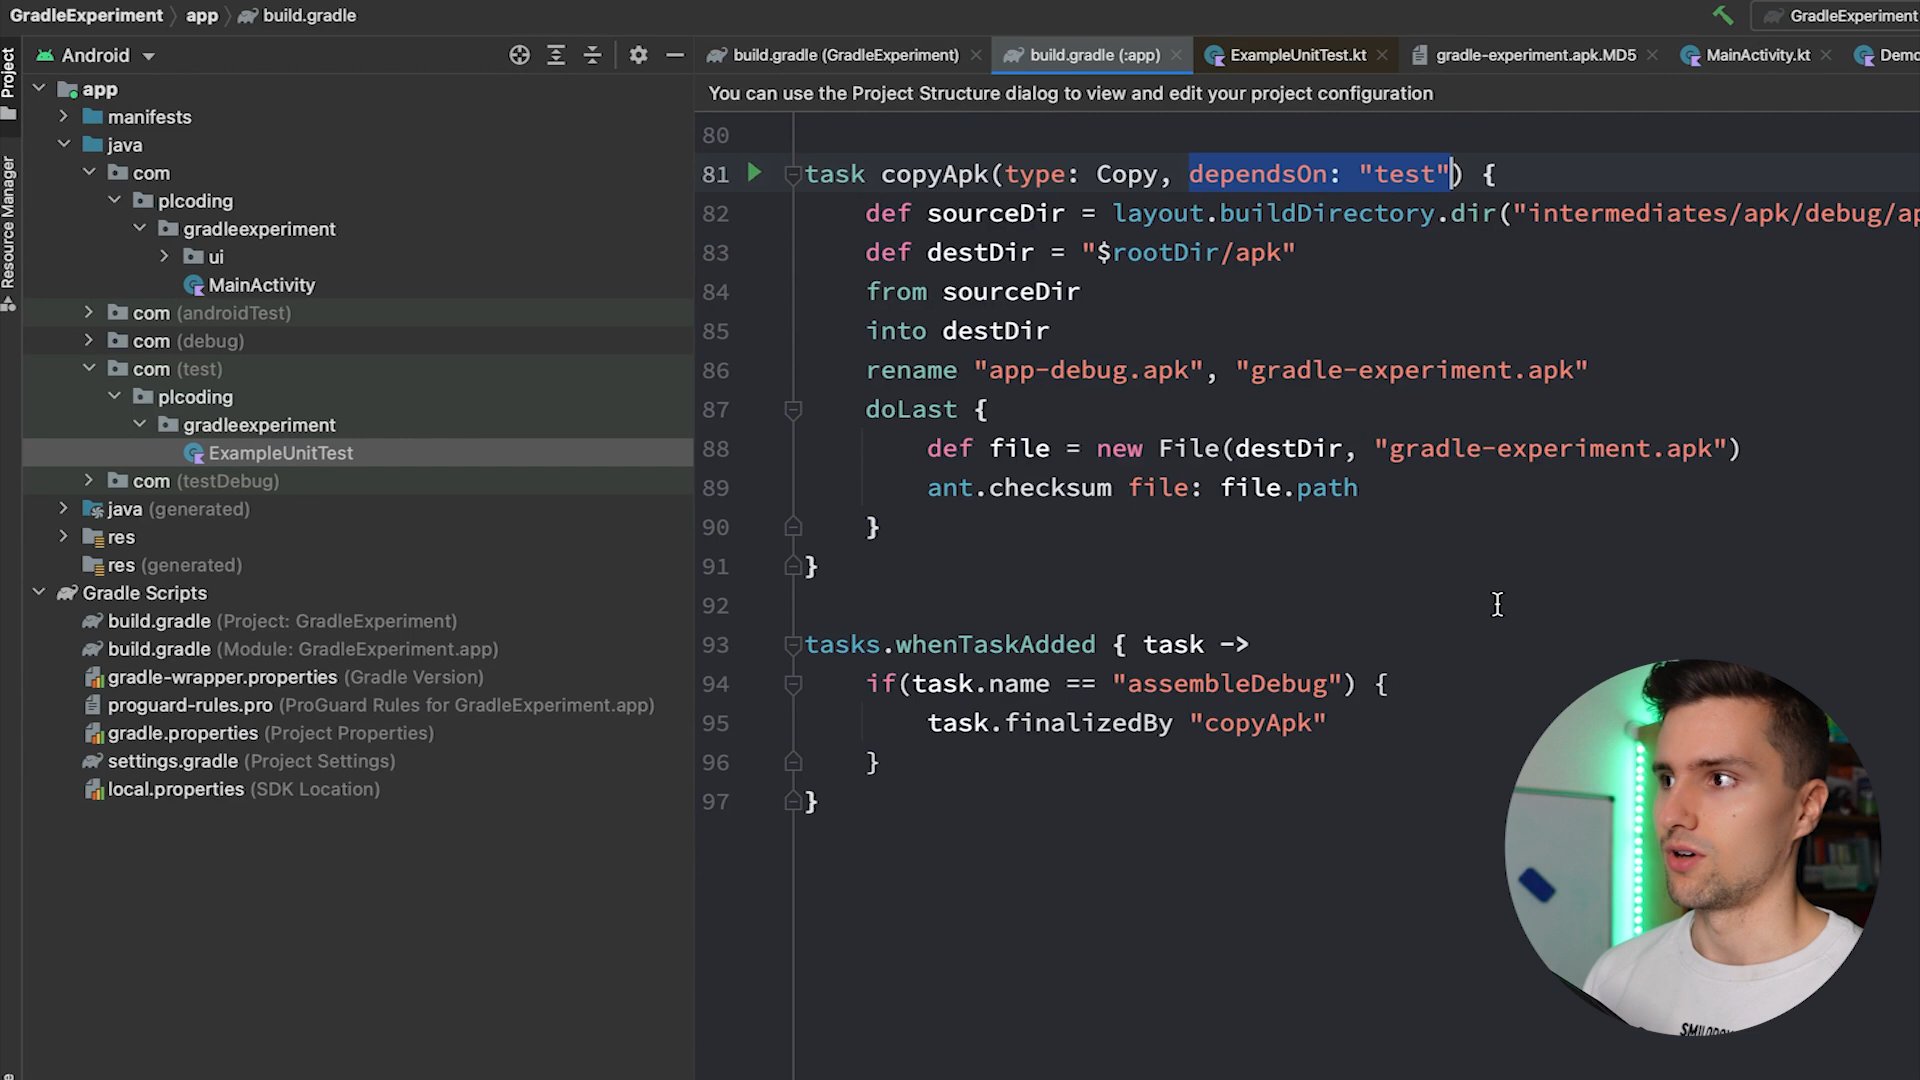 GradleExperiment app build.gradle
GradleExperiment
Project
Resource Manager
Android
app
manifests
java
com
plcoding
gradleexperiment
ui
MainActivity
com (androidTest)
com (debug)
com (test)
plcoding
gradleexperiment
ExampleUnitTest
com (testDebug)
java (generated)
res
res (generated)
Gradle Scripts
build.gradle (Project: GradleExperiment)
build.gradle (Module: GradleExperiment.app)
gradle-wrapper.properties (Gradle Version)
proguard-rules.pro (ProGuard Rules for GradleExperiment.app)
gradle.properties (Project Properties)
settings.gradle (Project Settings)
local.properties (SDK Location)
build.gradle (GradleExperiment) build.gradle (:app) ExampleUnitTest.kt gradle-experiment.apk.MD5 MainActivity.kt Demo
You can use the Project Structure dialog to view and edit your project configuration
80
81 task copyApk(type: Copy, dependsOn: "test") {
82 def sourceDir = layout.buildDirectory.dir("intermediates/apk/debug/ap
83 def destDir = "$rootDir/apk"
84 from sourceDir
85 into destDir
86 rename "app-debug.apk", "gradle-experiment.apk"
87 doLast {
88 def file = new File(destDir, "gradle-experiment.apk")
89 ant.checksum file: file.path
90 }
91 }
92
93 tasks.whenTaskAdded { task ->
94 if(task.name == "assembleDebug") {
95 task.finalizedBy "copyApk"
96 }
97 }